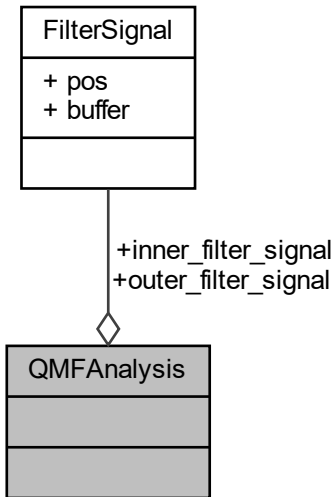 FilterSignal
+ pos
+ buffer
+inner_filter_signal
+outer_filter_signal
QMFAnalysis